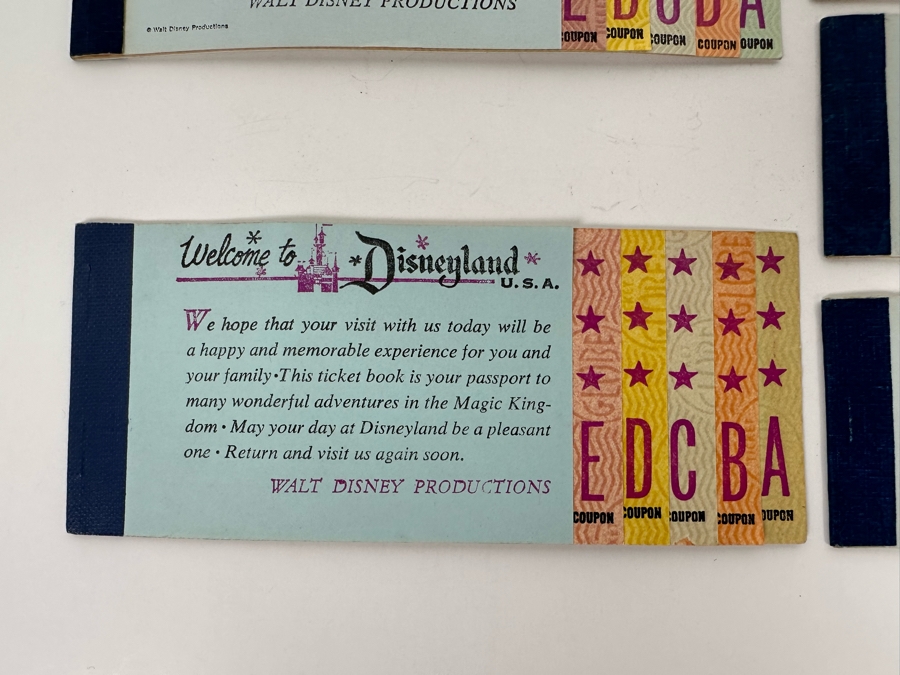 WALT DISNEY PRODUCTIONS
© Walt Disney Productions
E D C D A
COUPON COUPON COUPON COUPON COUPON
Welcome to Disneyland
U.S.A.
We hope that your visit with us today will be
a happy and memorable experience for you and
your family • This ticket book is your passport to
many wonderful adventures in the Magic King-
dom • May your day at Disneyland be a pleasant
one • Return and visit us again soon.
WALT DISNEY PRODUCTIONS
E D C B A
COUPON COUPON COUPON COUPON COUPON